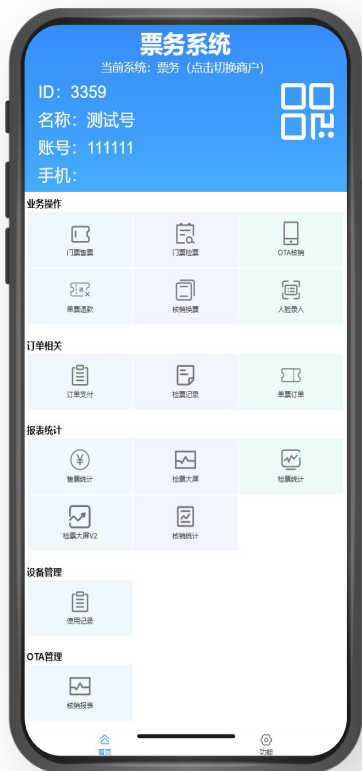 票务系统
当前系统：票务（点击切换商户）
ID：3359
名称：测试号
账号：111111
手机：
业务操作
门票售票 门票检票 OTA核销
单票退款 核销换票 人脸录入
订单相关
订单支付 检票记录 单票订单
报表统计
售票统计 检票大屏 检票统计
检票大屏V2 核销统计
设备管理
使用记录
OTA管理
核销报表
首页 功能